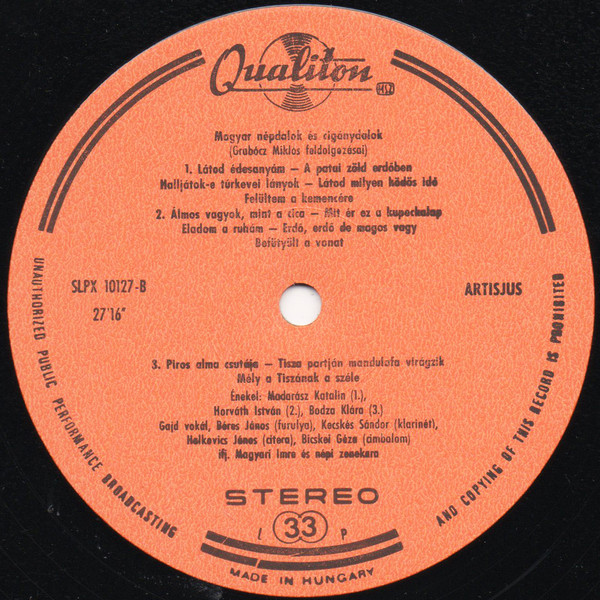 Qualiton
MSZ
Magyar népdalok és cigánydalok
(Grabócz Miklós feldolgozásai)
1. Látod édesanyám — A patai zöld erdőben
Halljátok-e túrkevei lányok — Látod milyen ködös idő
Felültem a kemencére
2. Álmos vagyok, mint a cica — Mit ér ez a kupechalap
Eladom a ruhám — Erdő, erdő de magos vagy
Befütyült a vonat
SLPX 10127-B
ARTISJUS
27'16"
3. Piros alma csutája — Tisza partján mandulafa virágzik
Mély a Tiszának a széle
Énekel: Madarász Katalin (1.),
Horváth István (2.), Bodza Klára (3.)
Gajd vokál, Béres János (furulya), Kecskés Sándor (klarinét),
Helkovics János (citera), Bicskei Géza (cimbalom)
ifj. Magyari Imre és népi zenekara
STEREO
L 33 P
MADE IN HUNGARY
UNAUTHORIZED PUBLIC PERFORMANCE BROADCASTING
AND COPYING OF THIS RECORD IS PROHIBITED